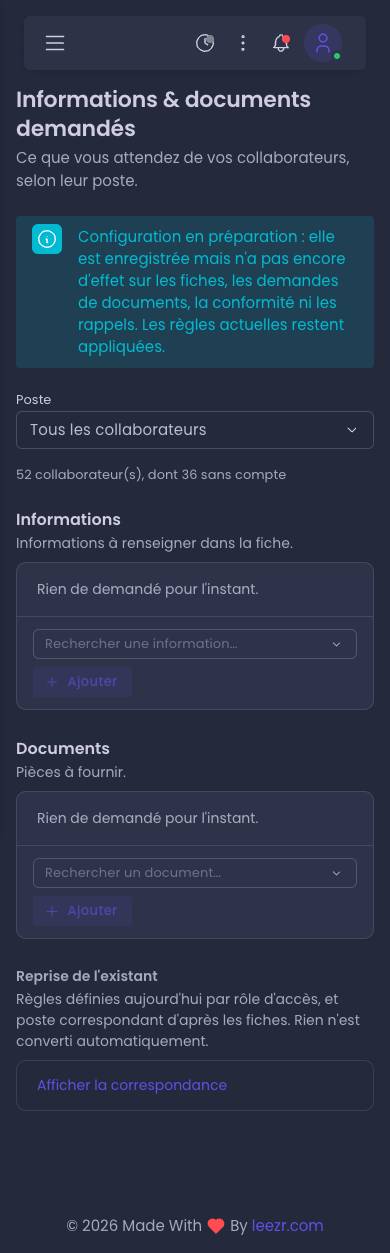 Informations & documents
demandés
Ce que vous attendez de vos collaborateurs,
selon leur poste.
Configuration en préparation : elle
est enregistrée mais n'a pas encore
d'effet sur les fiches, les demandes
de documents, la conformité ni les
rappels. Les règles actuelles restent
appliquées.
Poste
Tous les collaborateurs
52 collaborateur(s), dont 36 sans compte
Informations
Informations à renseigner dans la fiche.
Rien de demandé pour l'instant.
Rechercher une information...
+ Ajouter
Documents
Pièces à fournir.
Rien de demandé pour l'instant.
Rechercher un document...
+ Ajouter
Reprise de l'existant
Règles définies aujourd'hui par rôle d'accès, et
poste correspondant d'après les fiches. Rien n'est
converti automatiquement.
Afficher la correspondance
© 2026 Made With ❤ By leezr.com